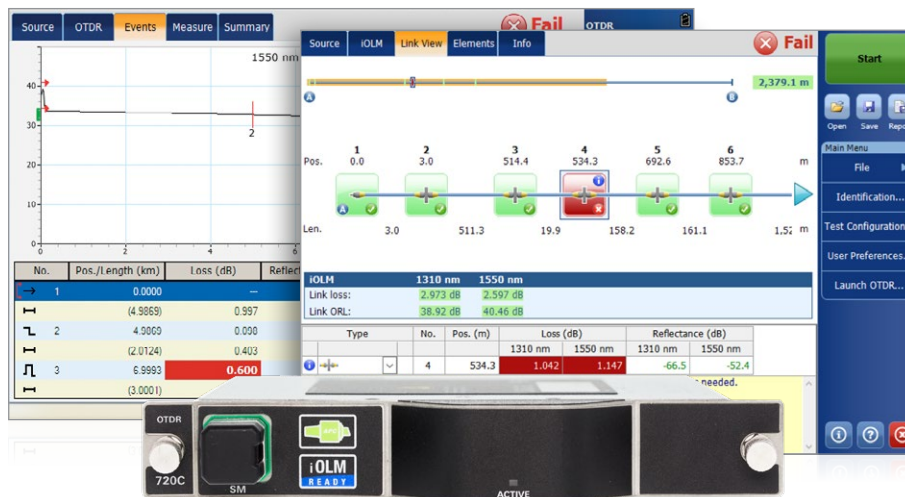 Source OTDR Events Measure Summary Fail OTDR
1550 nm
40
30
20
10
0
0 2 4 6
2
No. Pos./Length (km) Loss (dB)
1 0.0000 ---
(4.9869) 0.997
2 4.9869 0.090
(2.0124) 0.403
3 6.9993 0.600
(3.0001)
Source iOLM Link View Elements Info Fail
2,379.1 m
A B
1 2 3 4 5 6
Pos. 0.0 3.0 514.4 534.3 692.6 853.7 m
A
Len. 3.0 511.3 19.9 158.2 161.1 m
iOLM 1310 nm 1550 nm
Link loss: 2.973 dB 2.597 dB
Link ORL: 38.92 dB 40.46 dB
Type No. Pos. (m) Loss (dB) Reflectance (dB)
1310 nm 1550 nm 1310 nm 1550 nm
4 534.3 1.042 1.147 -66.5 -52.4
needed.
Start
Open Save
Main Menu
File
Identification...
Test Configuration
User Preferences.
Launch OTDR...
OTDR
720C
SM
APC
iOLM
READY
ACTIVE